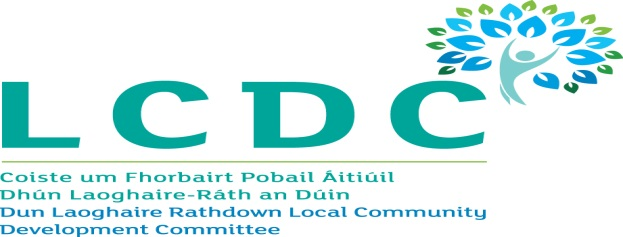 LCDC
Coiste um Fhorbairt Pobail Áitiúil
Dhún Laoghaire-Ráth an Dúin
Dun Laoghaire Rathdown Local Community
Development Committee